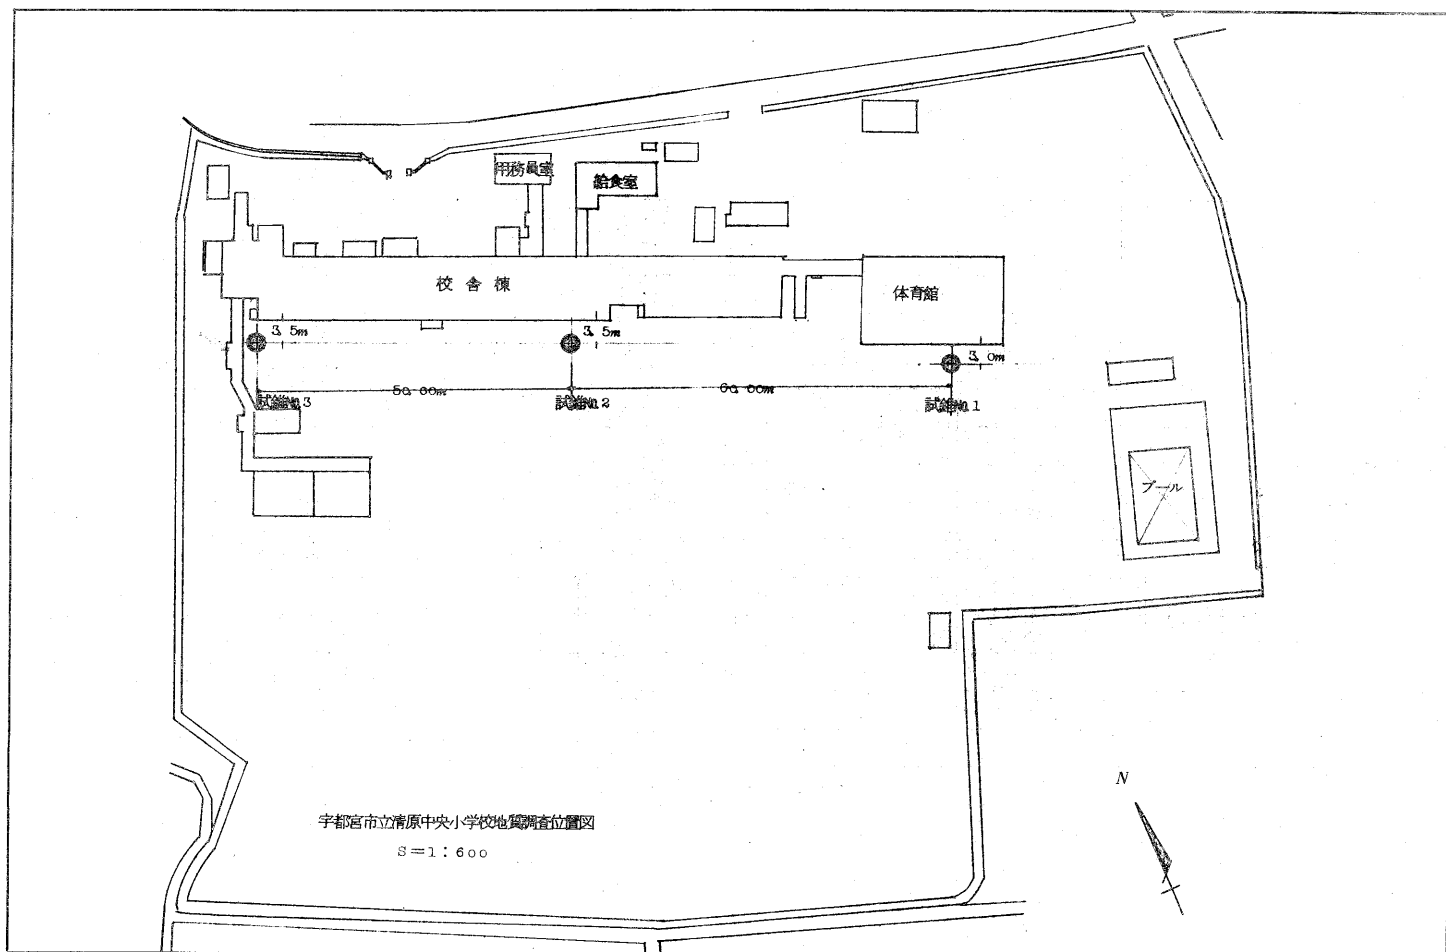 用務員室
給食室
校舎棟
体育館
3.5m
3.5m
3.0m
50.00m
60.00m
試錐№3
試錐№2
試錐№1
プール
N
宇都宮市立清原中央小学校地質調査位置図
S=1:600